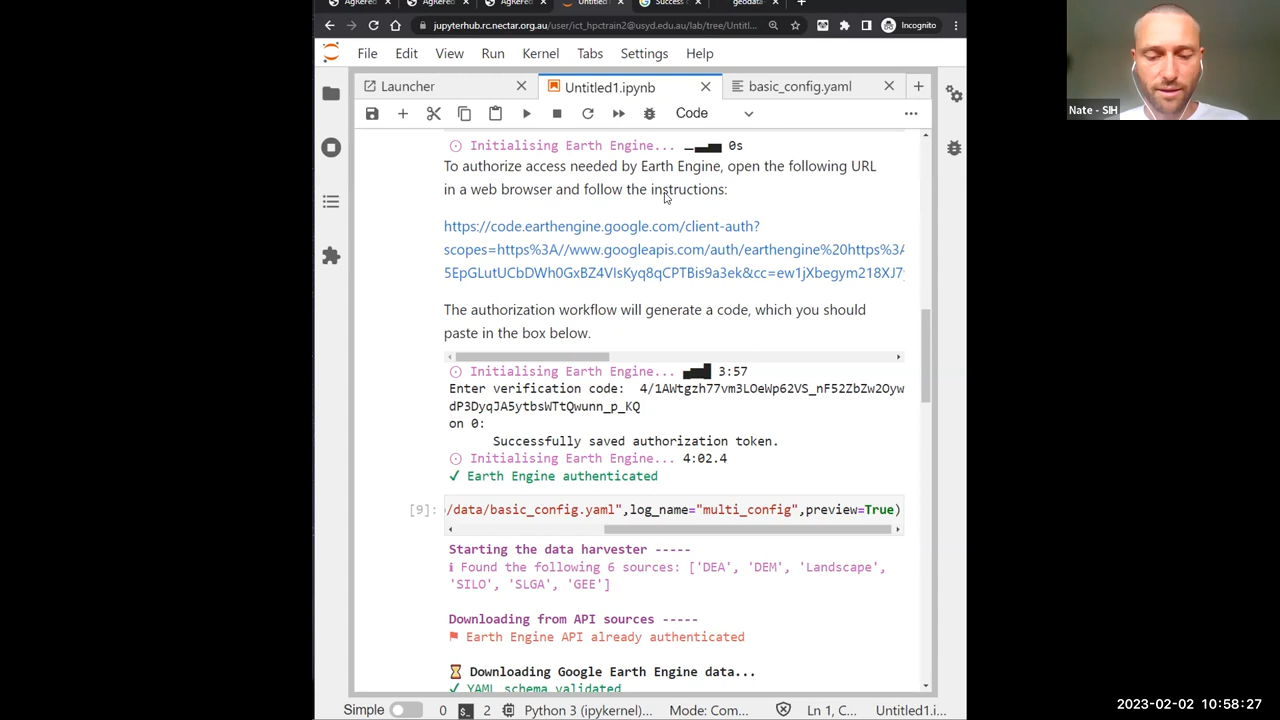 AgReFed
AgReFed
AgReFed
Untitled1
Success
geodata-
jupyterhub.rc.nectar.org.au/user/ict_hpctrain2@usyd.edu.au/lab/tree/Untitl...
Incognito
File Edit View Run Kernel Tabs Settings Help
Launcher
Untitled1.ipynb
basic_config.yaml
Code
Initialising Earth Engine... 0s
To authorize access needed by Earth Engine, open the following URL
in a web browser and follow the instructions:
https://code.earthengine.google.com/client-auth?
scopes=https%3A//www.googleapis.com/auth/earthengine%20https%3A
5EpGLutUCbDWh0GxBZ4VIsKyq8qCPTBis9a3ek&cc=ew1jXbegym218XJ7
The authorization workflow will generate a code, which you should
paste in the box below.
Initialising Earth Engine... 3:57
Enter verification code: 4/1AWtgzh77vm3LOeWp62VS_nF52ZbZw2Oyw
dP3DyqJA5ytbsWTtQwunn_p_KQ
on 0:
Successfully saved authorization token.
Initialising Earth Engine... 4:02.4
✓ Earth Engine authenticated
[9]: /data/basic_config.yaml",log_name="multi_config",preview=True)
Starting the data harvester -----
ℹ Found the following 6 sources: ['DEA', 'DEM', 'Landscape',
'SILO', 'SLGA', 'GEE']
Downloading from API sources -----
Earth Engine API already authenticated
Downloading Google Earth Engine data...
✓ YAML schema validated
Simple 0 2 Python 3 (ipykernel)... Mode: Com... Ln 1, C... Untitled1.i...
Nate - SIH
2023-02-02 10:58:27